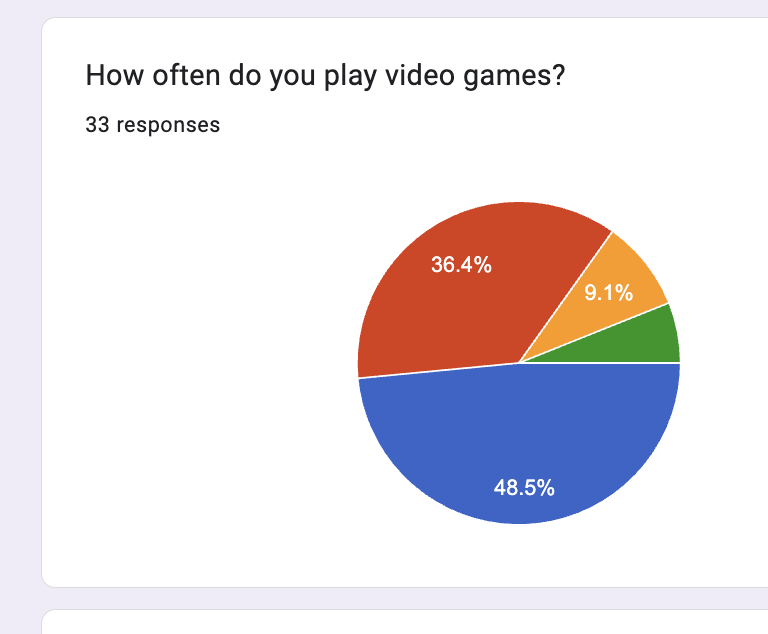 How often do you play video games?
33 responses
36.4%
9.1%
48.5%